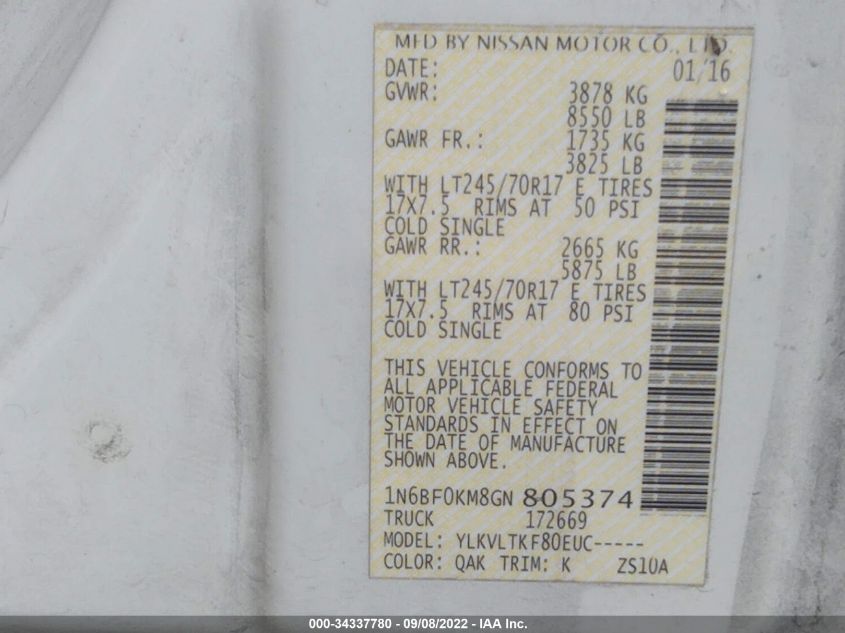 MFD BY NISSAN MOTOR CO., LTD.
DATE: 01/16
GVWR: 3878 KG
8550 LB
GAWR FR.: 1735 KG
3825 LB
WITH LT245/70R17 E TIRES
17X7.5 RIMS AT 50 PSI
COLD SINGLE
GAWR RR.: 2665 KG
5875 LB
WITH LT245/70R17 E TIRES
17X7.5 RIMS AT 80 PSI
COLD SINGLE
THIS VEHICLE CONFORMS TO
ALL APPLICABLE FEDERAL
MOTOR VEHICLE SAFETY
STANDARDS IN EFFECT ON
THE DATE OF MANUFACTURE
SHOWN ABOVE.
1N6BF0KM8GN 805374
TRUCK 172669
MODEL: YLKVLTKF80EUC-----
COLOR: QAK TRIM: K ZS10A
000-34337780 - 09/08/2022 - IAA Inc.